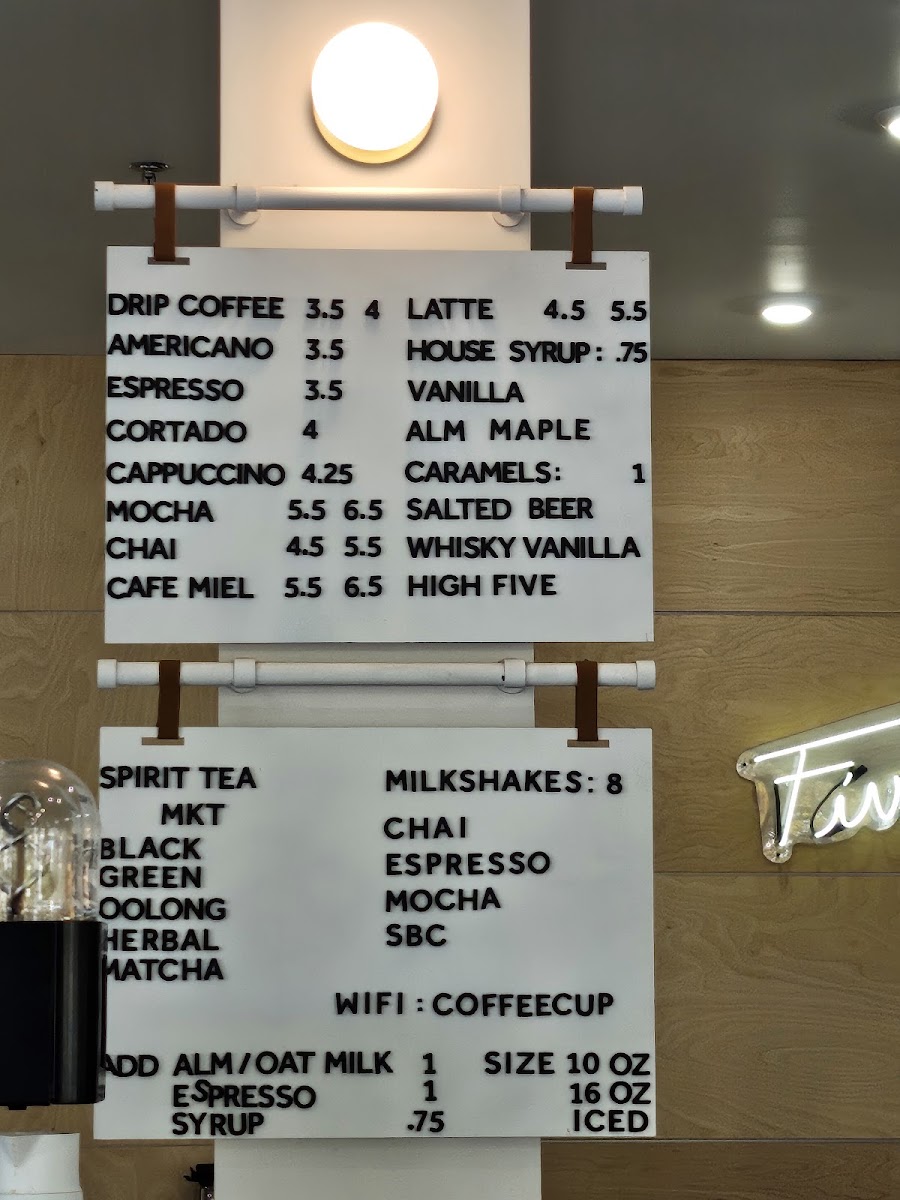 DRIP COFFEE 3.5 4
AMERICANO 3.5
ESPRESSO 3.5
CORTADO 4
CAPPUCCINO 4.25
MOCHA 5.5 6.5
CHAI 4.5 5.5
CAFE MIEL 5.5 6.5
LATTE 4.5 5.5
HOUSE SYRUP: .75
VANILLA
ALM MAPLE
CARAMELS: 1
SALTED BEER
WHISKY VANILLA
HIGH FIVE
SPIRIT TEA
MKT
BLACK
GREEN
OOLONG
HERBAL
MATCHA
MILKSHAKES: 8
CHAI
ESPRESSO
MOCHA
SBC
WIFI : COFFEECUP
ADD ALM/OAT MILK 1
ESPRESSO 1
SYRUP .75
SIZE 10 OZ
16 OZ
ICED